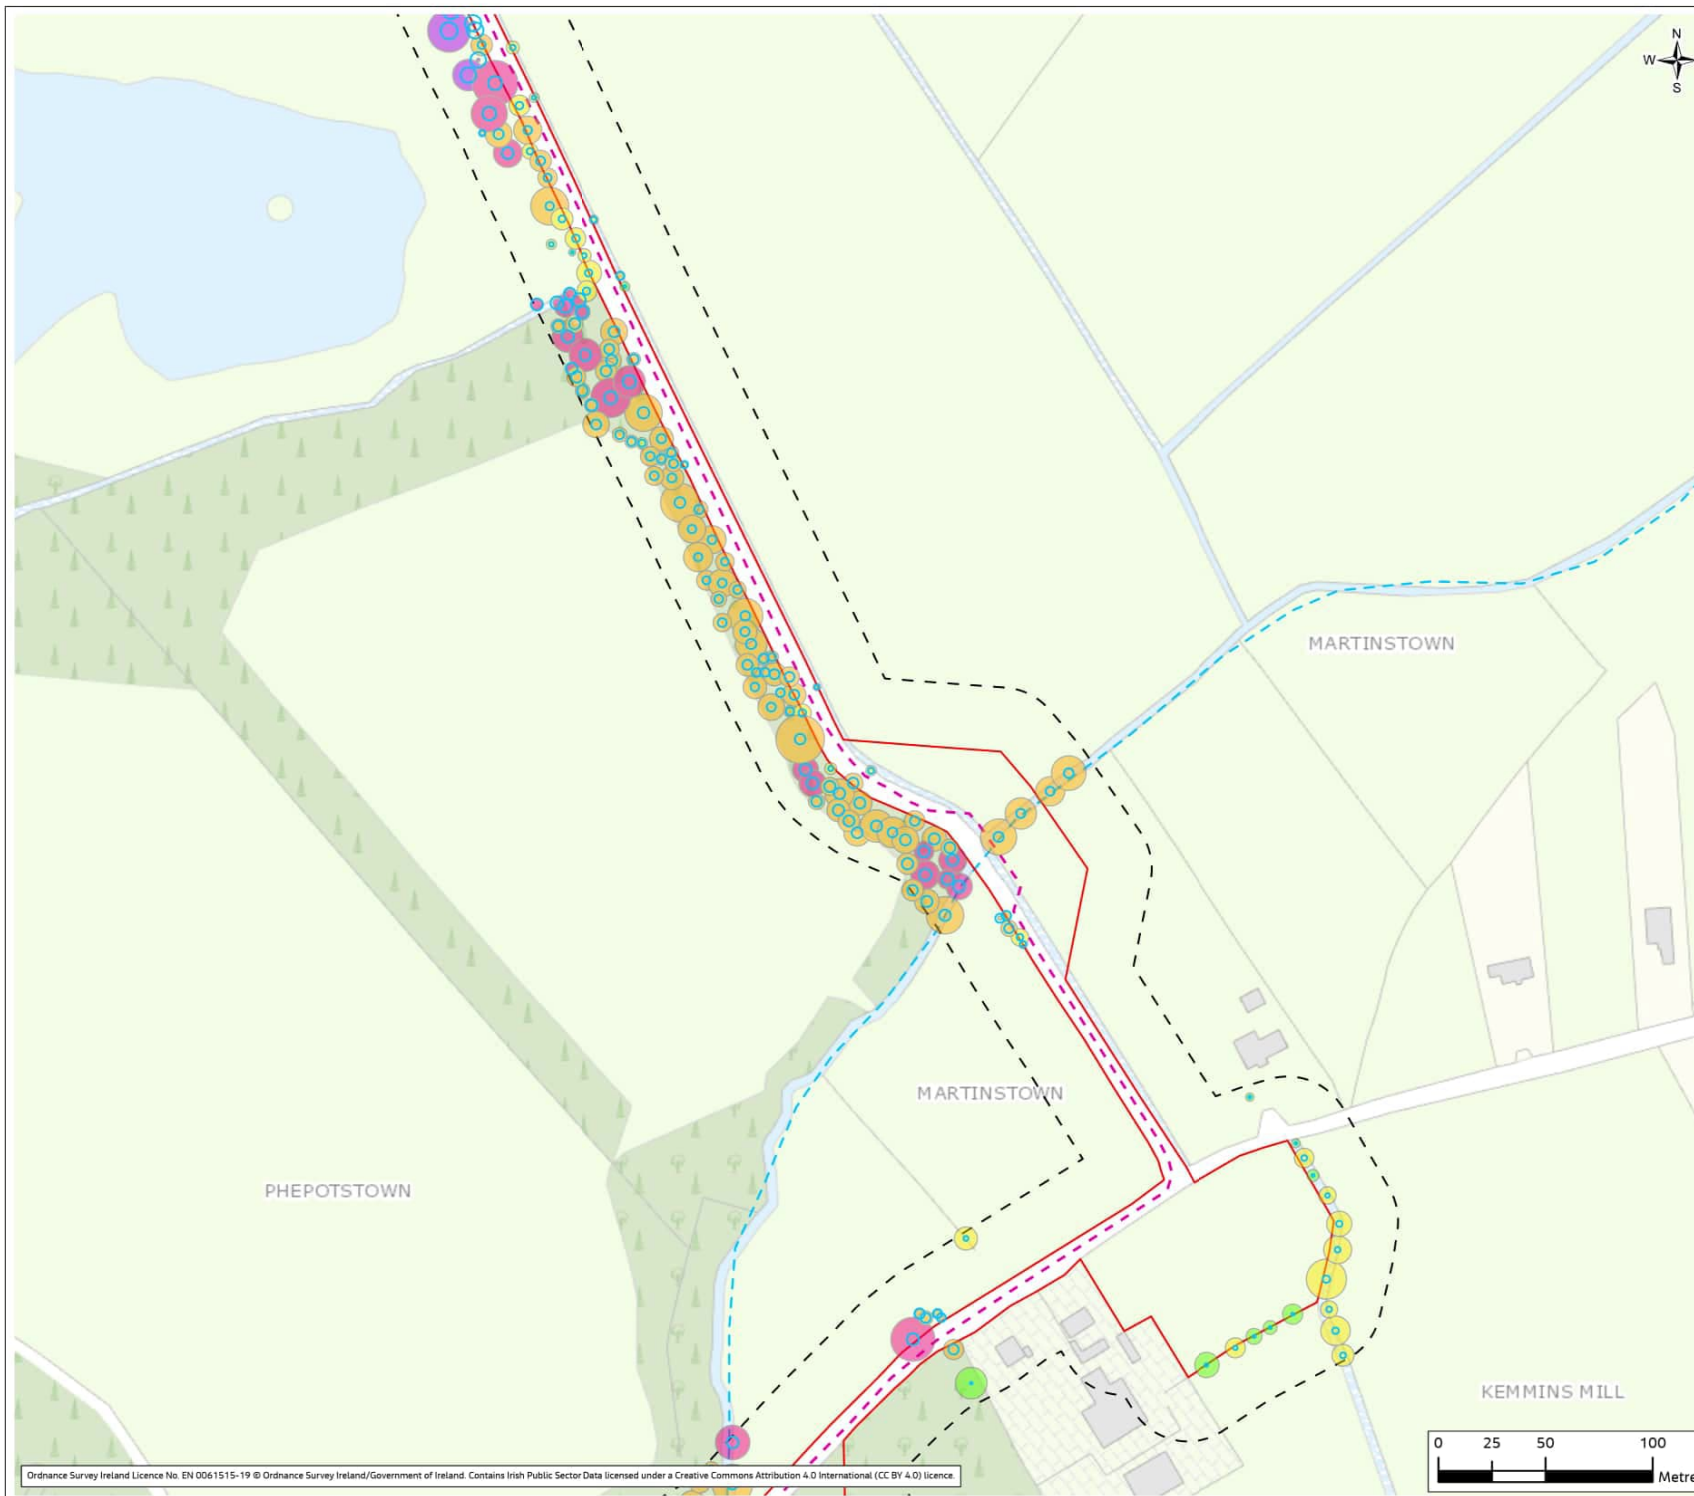 N
W
S
MARTINSTOWN
MARTINSTOWN
PHEPOTSTOWN
KEMMINS MILL
0 25 50 100
Metre
Ordnance Survey Ireland Licence No. EN 0061515-19 © Ordnance Survey Ireland/Government of Ireland. Contains Irish Public Sector Data licensed under a Creative Commons Attribution 4.0 International (CC BY 4.0) licence.